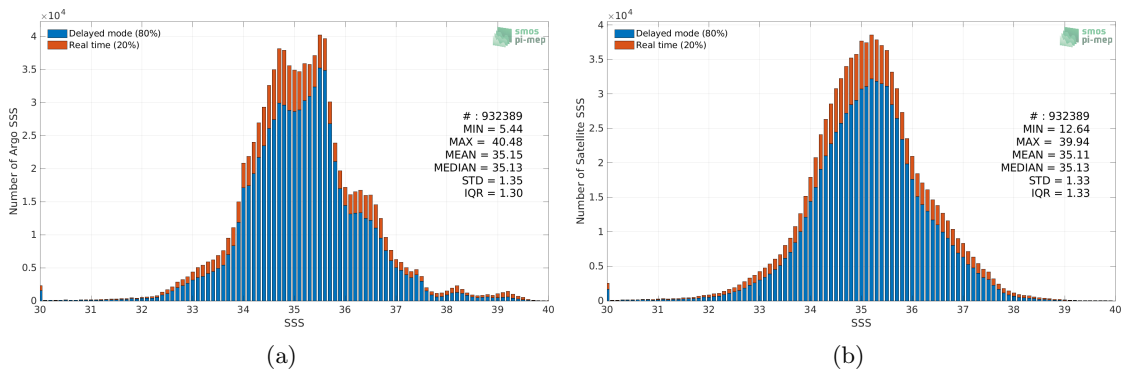 ×10⁴
Delayed mode (80%)
Real time (20%)
smos
pi-mep
4
3.5
3
2.5
2
1.5
1
0.5
0
Number of Argo SSS
# : 932389
MIN = 5.44
MAX = 40.48
MEAN = 35.15
MEDIAN = 35.13
STD = 1.35
IQR = 1.30
30 31 32 33 34 35 36 37 38 39 40
SSS
(a)
×10⁴
Delayed mode (80%)
Real time (20%)
smos
pi-mep
4
3.5
3
2.5
2
1.5
1
0.5
0
Number of Satellite SSS
# : 932389
MIN = 12.64
MAX = 39.94
MEAN = 35.11
MEDIAN = 35.13
STD = 1.33
IQR = 1.33
30 31 32 33 34 35 36 37 38 39 40
SSS
(b)